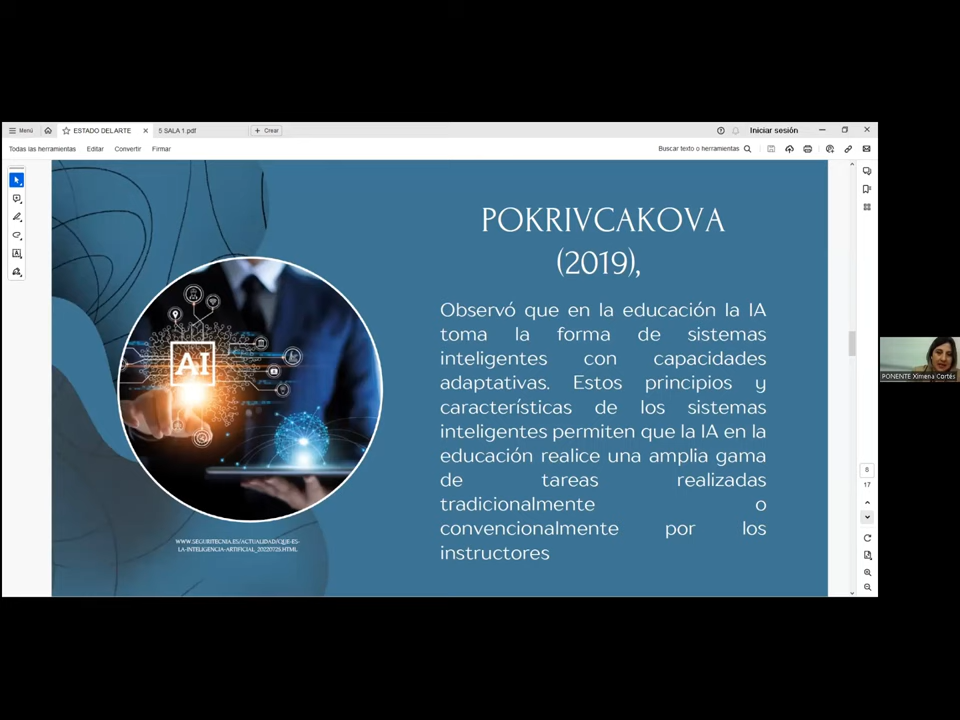 Menú
ESTADO DEL ARTE
5 SALA 1.pdf
+ Crear
Iniciar sesión
Todas las herramientas
Editar
Convertir
Firmar
Buscar texto o herramientas
POKRIVCAKOVA
(2019),
Observó que en la educación la IA
toma la forma de sistemas
inteligentes con capacidades
adaptativas. Estos principios y
características de los sistemas
inteligentes permiten que la IA en la
educación realice una amplia gama
de tareas realizadas
tradicionalmente o
convencionalmente por los
instructores
AI
WWW.SEGURITECNIA.ES/ACTUALIDAD/QUE-ES-
LA-INTELIGENCIA-ARTIFICIAL_20220725.HTML
PONENTE Ximena Cortés
8
17